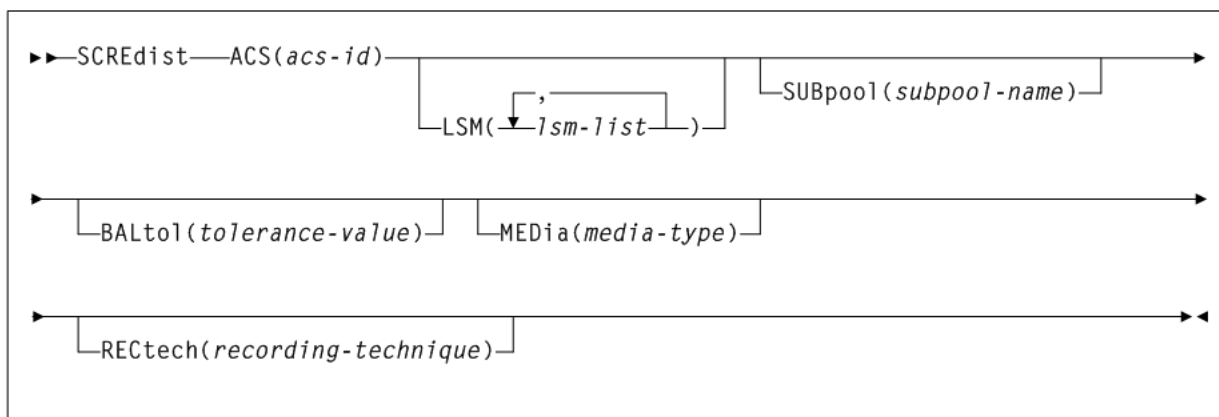 SCREdist ACS(acs-id)
SUBpool(subpool-name)
,
LSM( lsm-list )
BALtol(tolerance-value) MEDia(media-type)
RECtech(recording-technique)